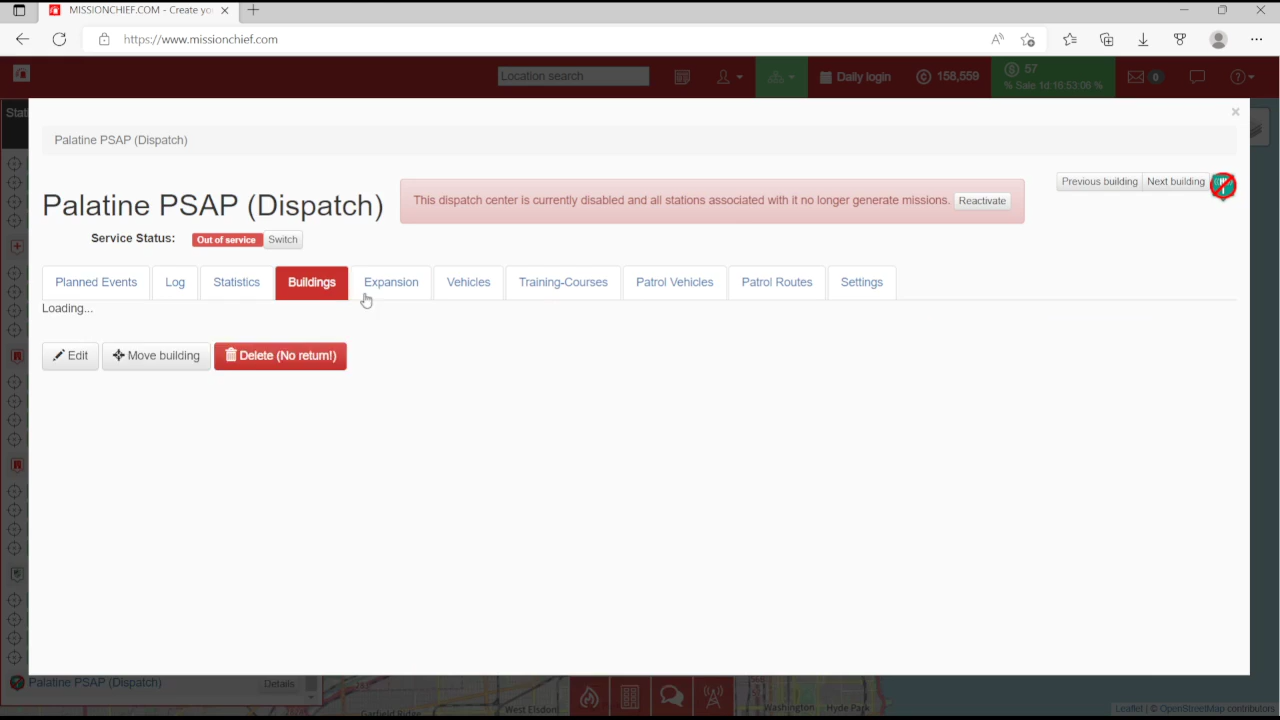 MISSIONCHIEF.COM - Create yo
https://www.missionchief.com
Location search
Daily login
158,559
57
% Sale 1d 16:53:06 %
0
Stati
Palatine PSAP (Dispatch)
Palatine PSAP (Dispatch)
This dispatch center is currently disabled and all stations associated with it no longer generate missions.
Reactivate
Previous building
Next building
Service Status:
Out of service
Switch
Planned Events
Log
Statistics
Buildings
Expansion
Vehicles
Training-Courses
Patrol Vehicles
Patrol Routes
Settings
Loading...
Edit
Move building
Delete (No return!)
Palatine PSAP (Dispatch)
Details
Garfield Ridge
West Elsdon
Washington
Hyde Park
Leaflet | © OpenStreetMap contributors